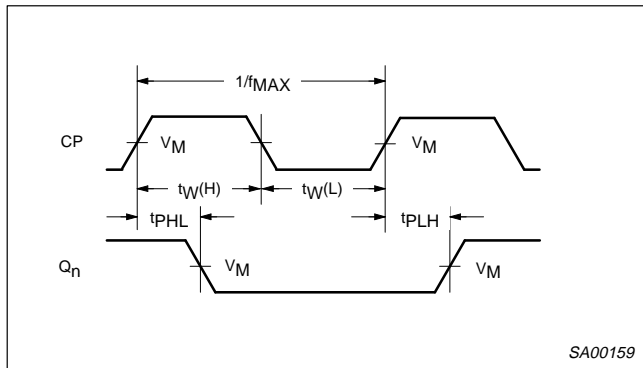 1/fMAX
CP VM VM
tW(H) tW(L)
tPHL tPLH
Qn VM VM
SA00159